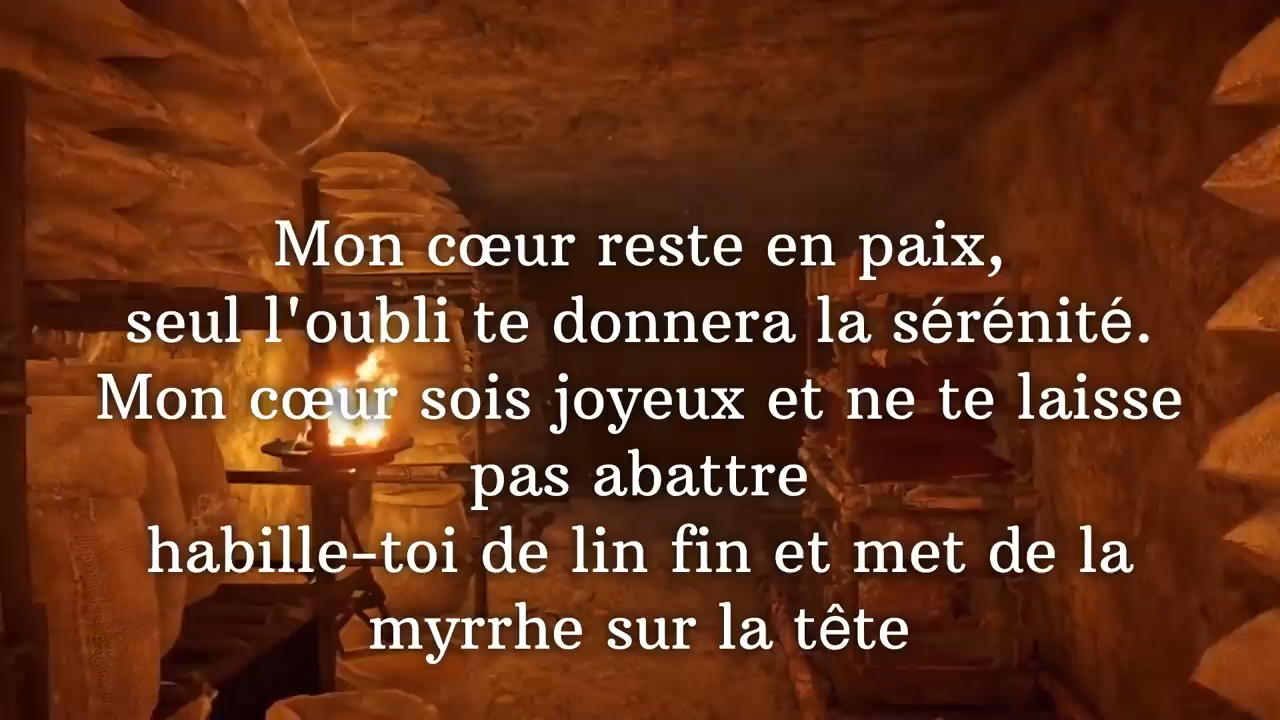 Mon cœur reste en paix,
seul l'oubli te donnera la sérénité.
Mon cœur sois joyeux et ne te laisse
pas abattre
habille-toi de lin fin et met de la
myrrhe sur la tête